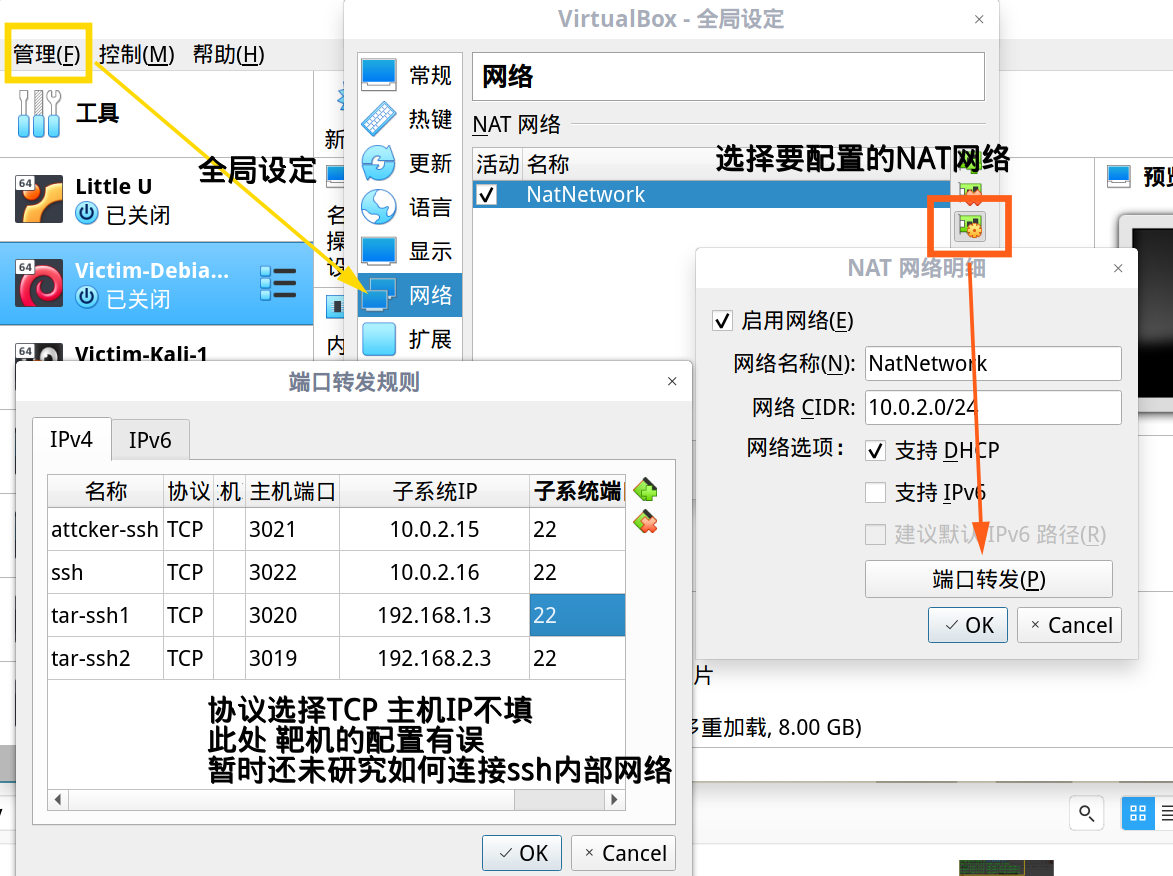 VirtualBox - 全局设定
管理(F) 控制(M) 帮助(H)
工具
全局设定
64
Little U
已关闭
64
Victim-Debia...
已关闭
64
Victim-Kali-1
新
名
操
设
内
常规
热键
更新
语言
显示
网络
扩展
网络
NAT 网络
活动 名称
选择要配置的NAT网络
NatNetwork
预览
NAT 网络明细
启用网络(E)
网络名称(N): NatNetwork
网络 CIDR: 10.0.2.0/24
网络选项: 支持 DHCP
支持 IPv6
建议默认 IPv6 路径(R)
端口转发(P)
OK Cancel
片
多重加载, 8.00 GB)
端口转发规则
IPv4 IPv6
名称 协议 机 主机端口 子系统IP 子系统端
attcker-ssh TCP 3021 10.0.2.15 22
ssh TCP 3022 10.0.2.16 22
tar-ssh1 TCP 3020 192.168.1.3 22
tar-ssh2 TCP 3019 192.168.2.3 22
协议选择TCP 主机IP不填
此处 靶机的配置有误
暂时还未研究如何连接ssh内部网络
OK Cancel